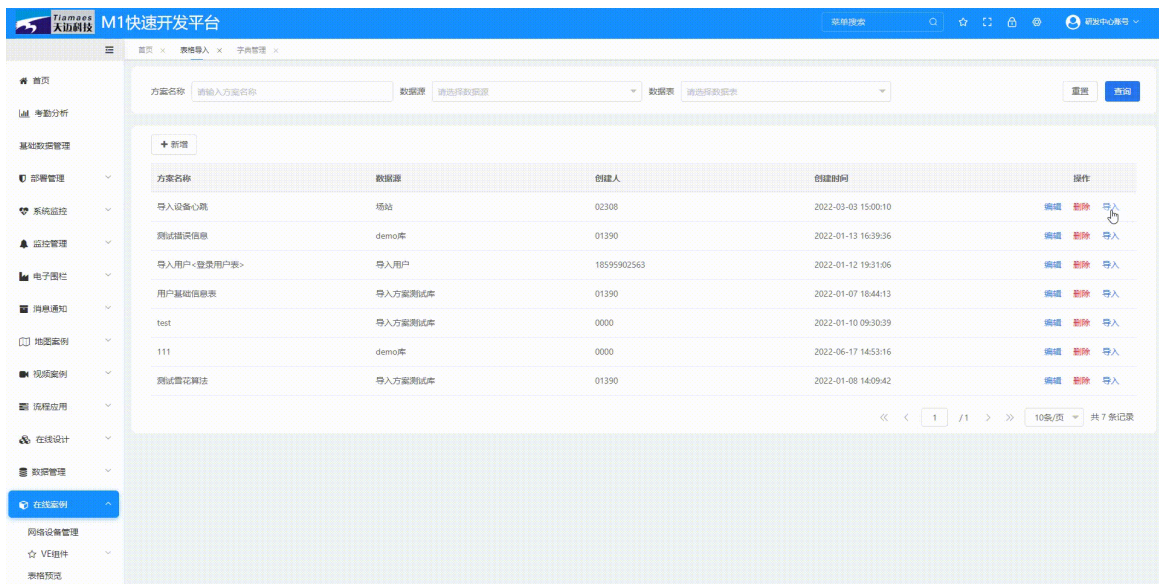 Tiamaes 天迈科技 M1快速开发平台 菜单搜索 研发中心账号
首页 × 表格导入 × 字典管理 ×
首页
考勤分析
基础数据管理
部署管理
系统监控
监控管理
电子围栏
消息通知
地图案例
视频案例
流程应用
在线设计
数据管理
在线案例
网络设备管理
VE组件
表格预览
方案名称 请输入方案名称 数据源 请选择数据源 数据表 请选择数据表 重置 查询
+ 新增
方案名称 数据源 创建人 创建时间 操作
导入设备心跳 场站 02308 2022-03-03 15:00:10 编辑 删除 导入
测试错误信息 demo库 01390 2022-01-13 16:39:36 编辑 删除 导入
导入用户<登录用户表> 导入用户 18595902563 2022-01-12 19:31:06 编辑 删除 导入
用户基础信息表 导入方案测试库 01390 2022-01-07 18:44:13 编辑 删除 导入
test 导入方案测试库 0000 2022-01-10 09:30:39 编辑 删除 导入
111 demo库 0000 2022-06-17 14:53:16 编辑 删除 导入
测试雪花算法 导入方案测试库 01390 2022-01-08 14:09:42 编辑 删除 导入
1 /1 10条/页 共 7 条记录